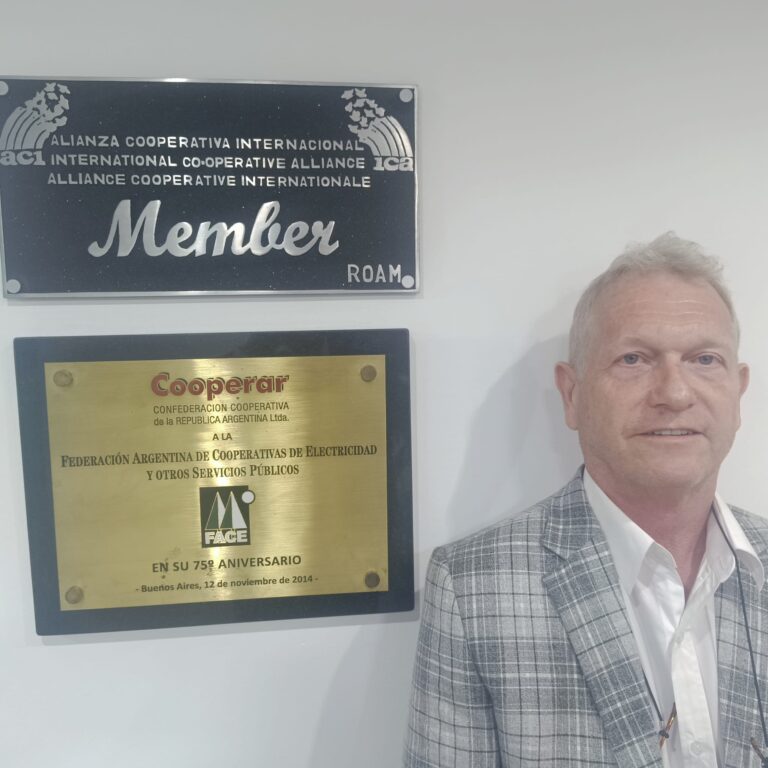 ALIANZA COOPERATIVA INTERNACIONAL
aci INTERNATIONAL CO-OPERATIVE ALLIANCE ica
ALLIANCE COOPERATIVE INTERNATIONALE
Member
ROAM
Cooperar
CONFEDERACION COOPERATIVA
de la REPUBLICA ARGENTINA Ltda.
A LA
FEDERACIÓN ARGENTINA DE COOPERATIVAS DE ELECTRICIDAD
Y OTROS SERVICIOS PÚBLICOS
FACE
EN SU 75º ANIVERSARIO
- Buenos Aires, 12 de noviembre de 2014 -